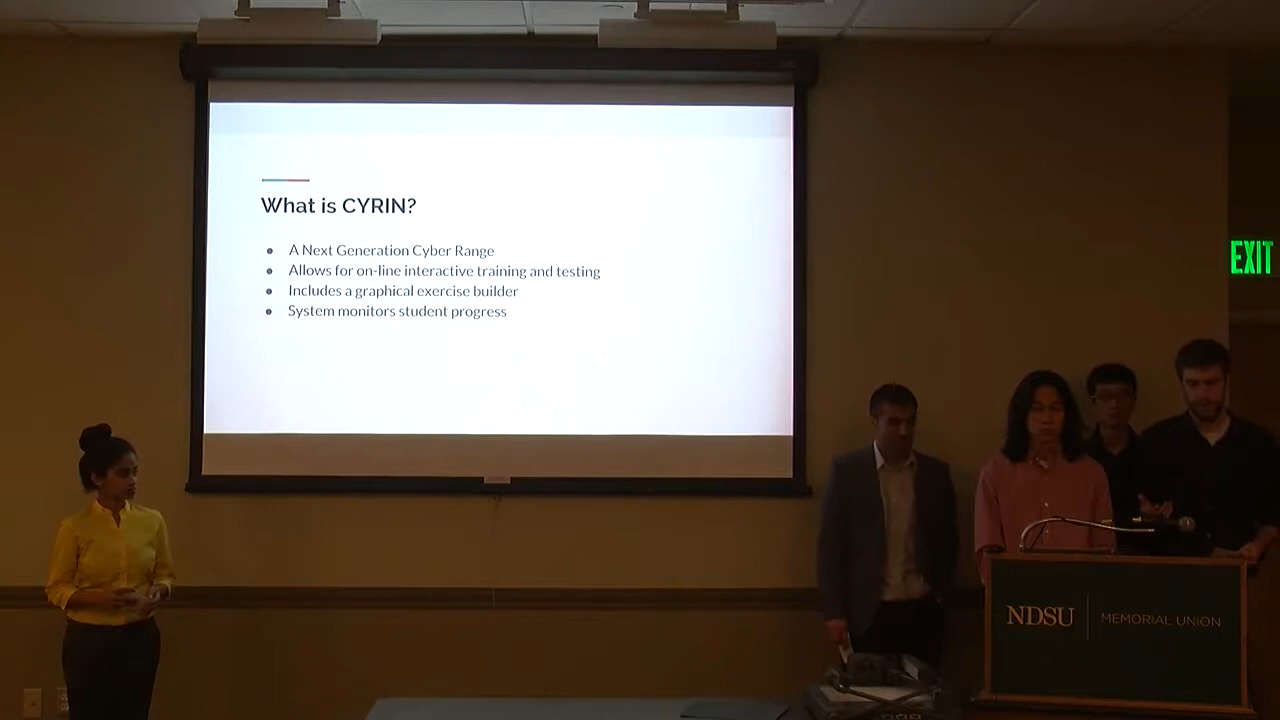 What is CYRIN?
● A Next Generation Cyber Range
● Allows for on-line interactive training and testing
● Includes a graphical exercise builder
● System monitors student progress
EXIT
NDSU | MEMORIAL UNION